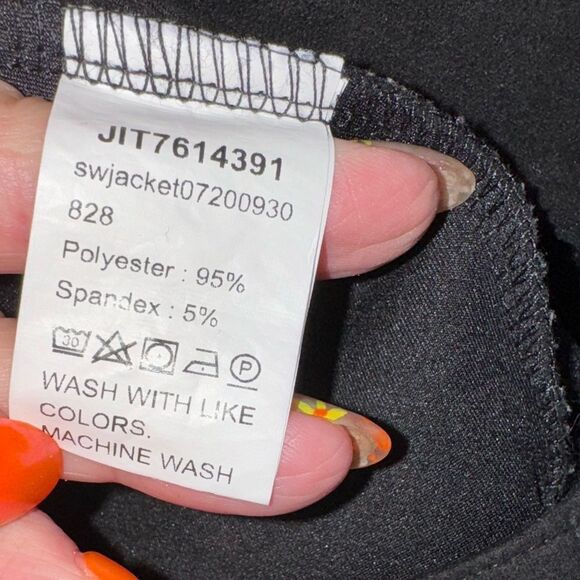 JIT7614391
swjacket07200930
828
Polyester : 95%
Spandex : 5%
30 P
WASH WITH LIKE
COLORS.
MACHINE WASH